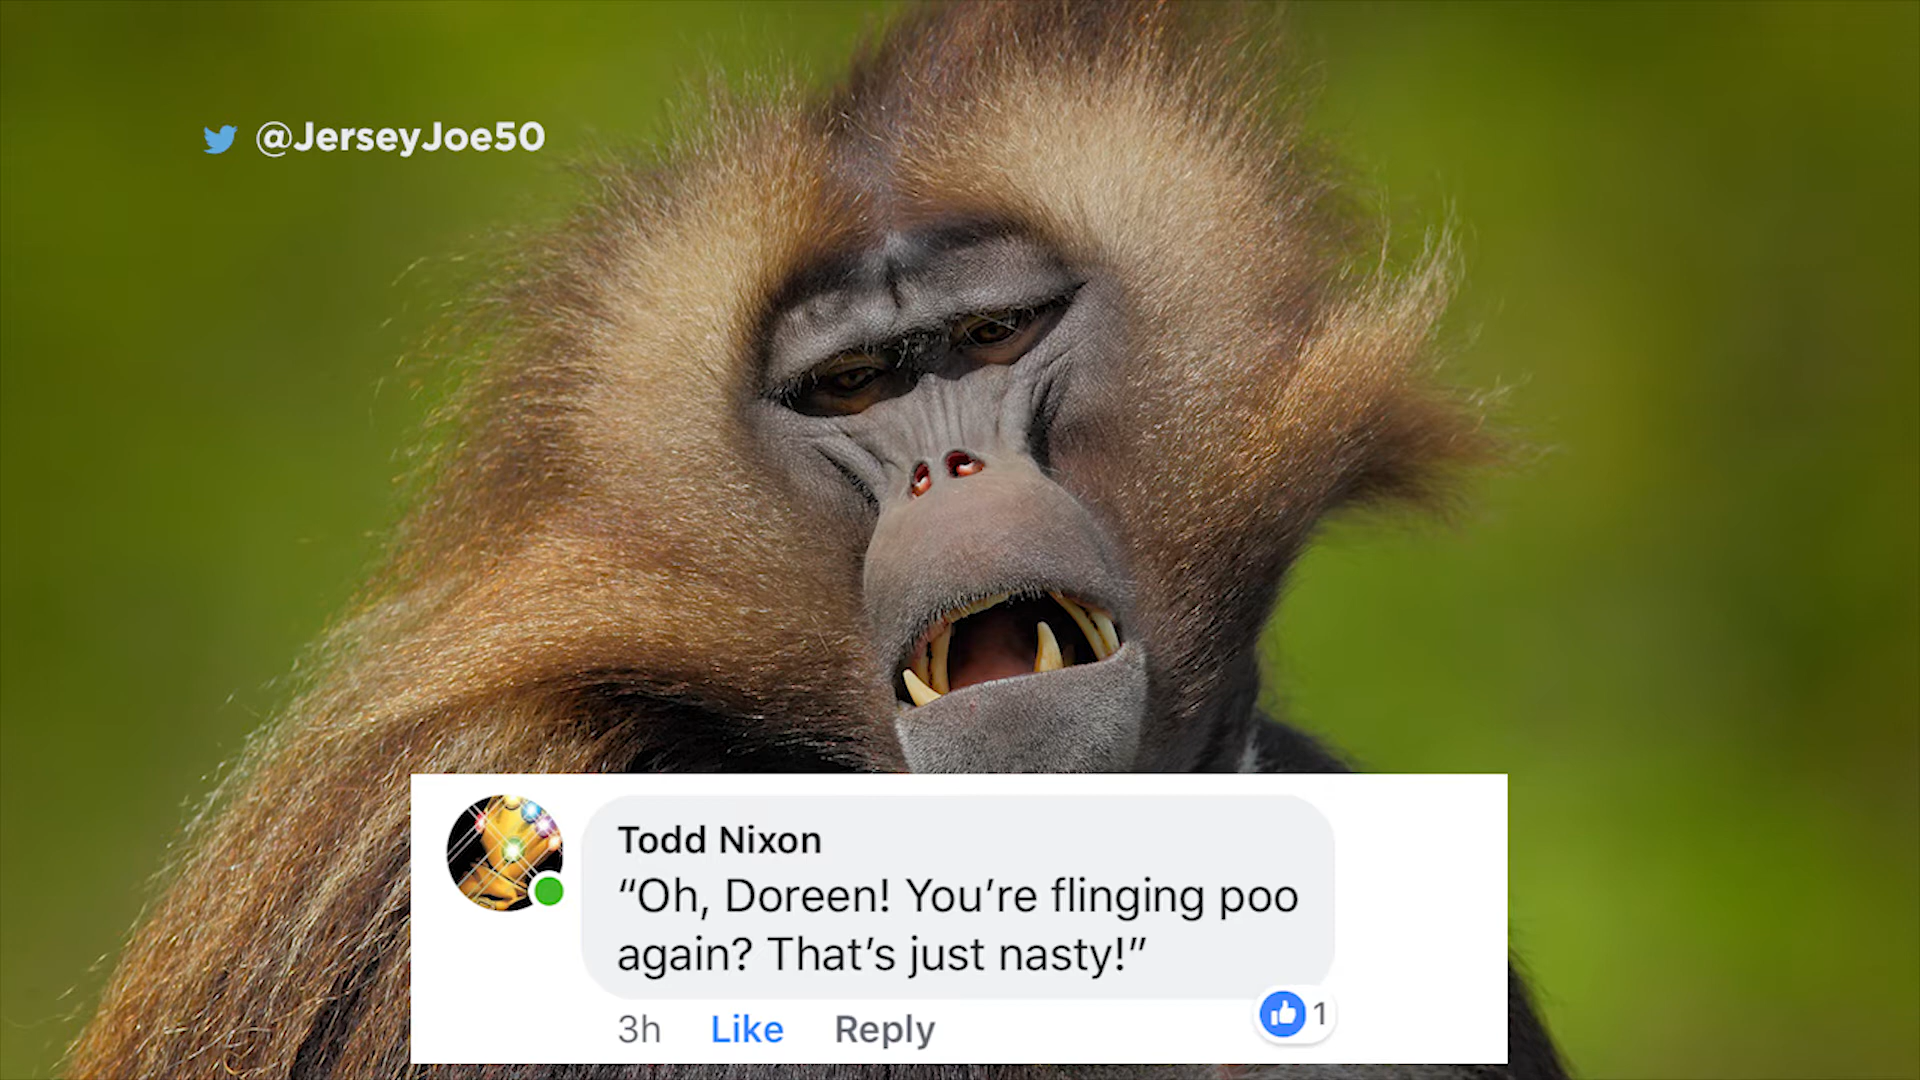 @JerseyJoe50
Todd Nixon
“Oh, Doreen! You’re flinging poo
again? That’s just nasty!”
3h Like Reply 1